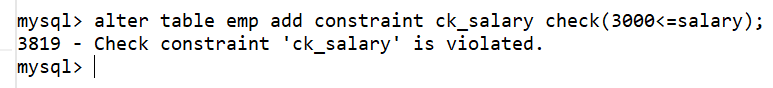 mysql> alter table emp add constraint ck_salary check(3000<=salary);
3819 - Check constraint 'ck_salary' is violated.
mysql>